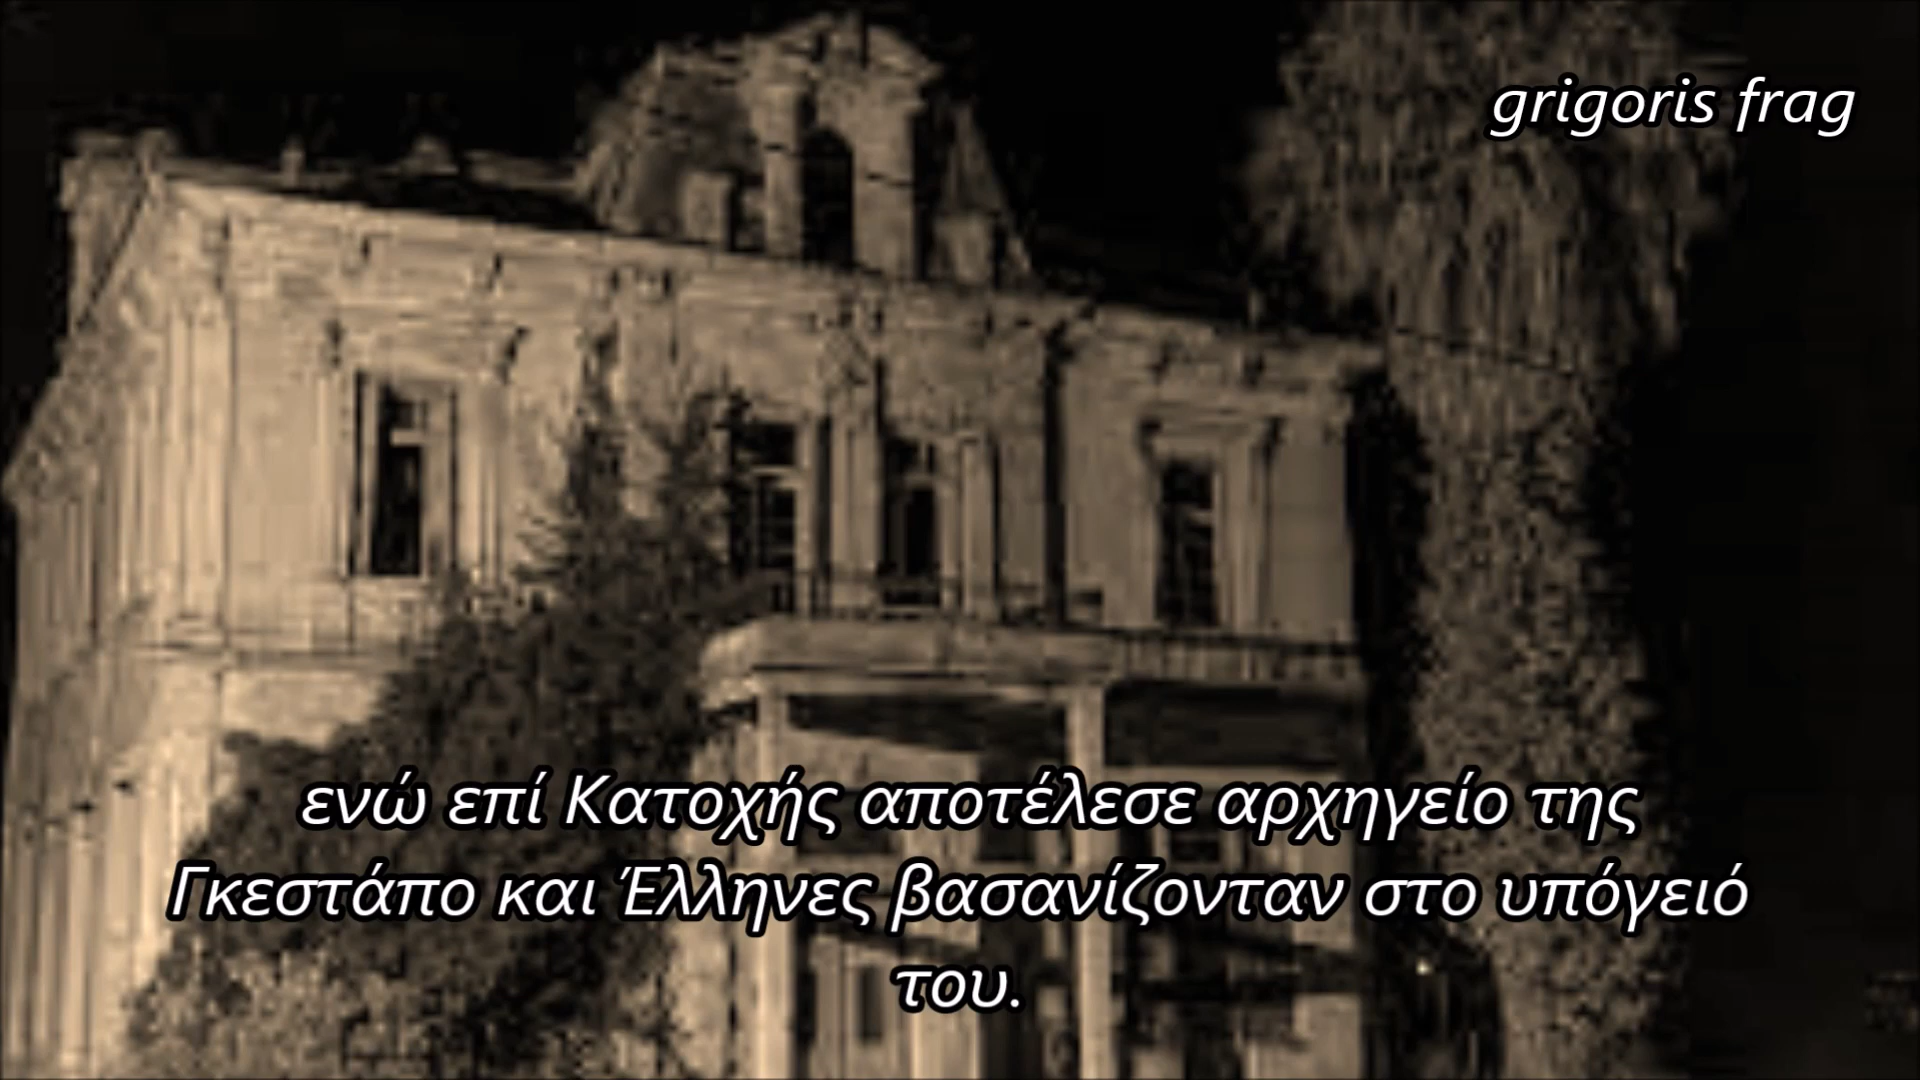 grigoris frag
ενώ επί Κατοχής αποτέλεσε αρχηγείο της
Γκεστάπο και Έλληνες βασανίζονταν στο υπόγειό
του.